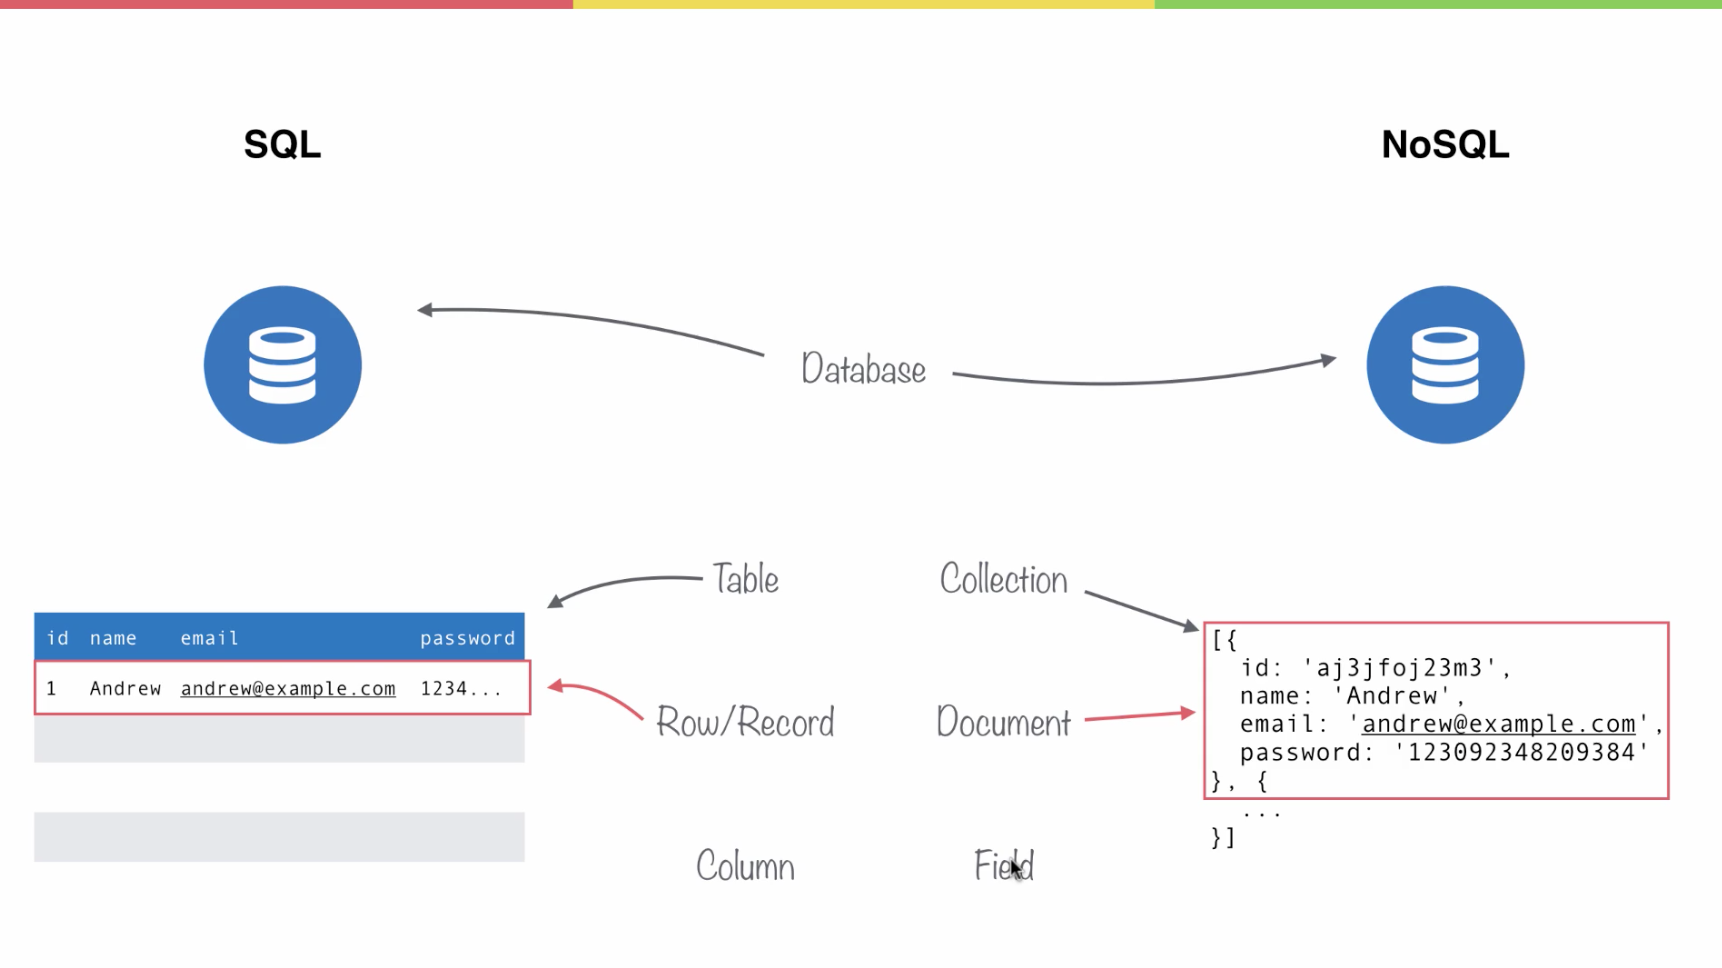 SQL
NoSQL
Database
Table
Collection
id name email password
1 Andrew andrew@example.com 1234...
Row/Record
Document
[{
id: 'aj3jfoj23m3',
name: 'Andrew',
email: 'andrew@example.com',
password: '123092348209384'
}, {
...
}]
Column
Field